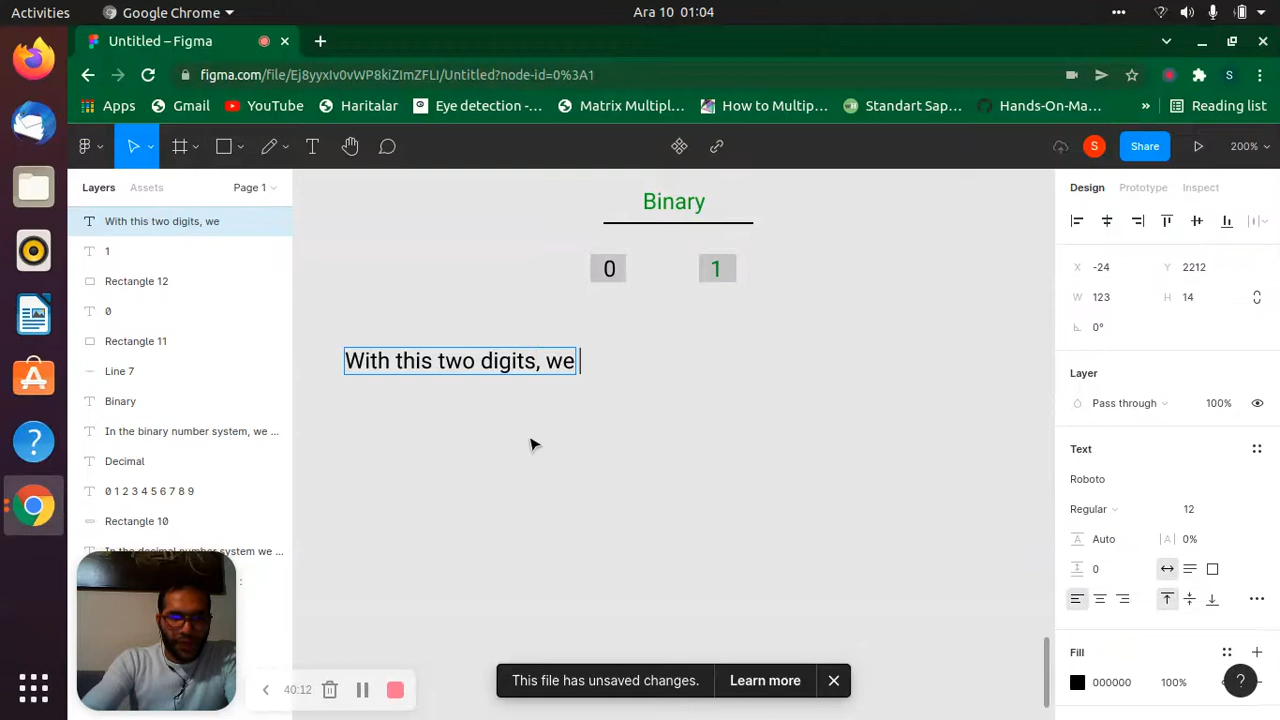 Activities
Google Chrome
Ara 10 01:04
Untitled – Figma
figma.com/file/Ej8yyxIv0vWP8kiZImZFLI/Untitled?node-id=0%3A1
S
Apps
Gmail
YouTube
Haritalar
Eye detection -...
Matrix Multipl...
How to Multip...
Standart Sap...
Hands-On-Ma...
»
Reading list
S
Share
200%
Layers
Assets
Page 1
With this two digits, we
1
Rectangle 12
0
Rectangle 11
Line 7
Binary
In the binary number system, we ...
Decimal
0 1 2 3 4 5 6 7 8 9
Rectangle 10
In the decimal number system we ...
40:12
Binary
0 1
With this two digits, we
This file has unsaved changes.
Learn more
Design
Prototype
Inspect
X -24
Y 2212
W 123
H 14
0°
Layer
Pass through
100%
Text
Roboto
Regular
12
Auto
0%
0
Fill
000000
100%
?